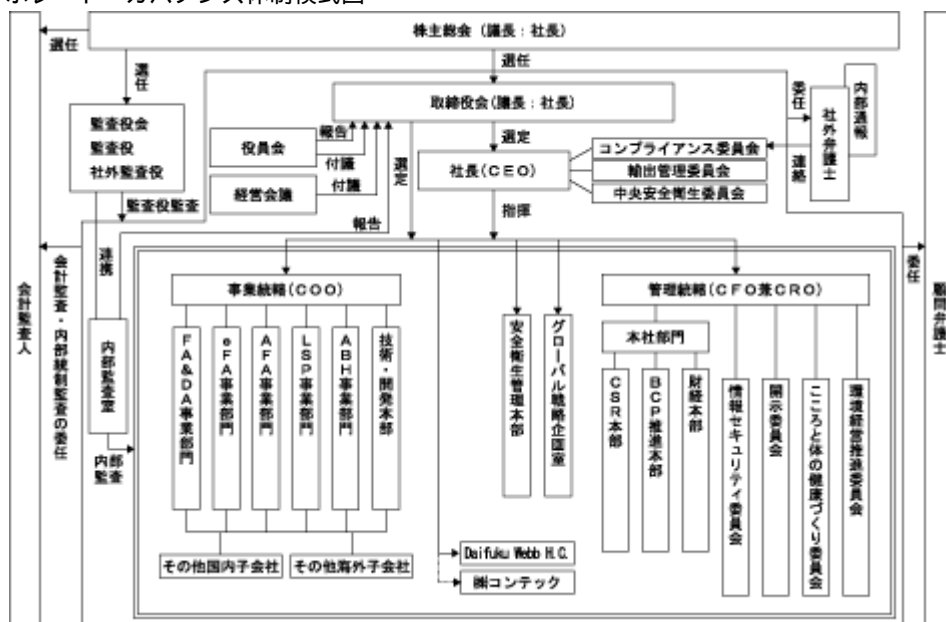 株主総会（議長：社長）
選任
選任
選任
取締役会（議長：社長）
監査役会
監査役
社外監査役
役員会
経営会議
報告
付議
付議
選定
選定
社長(CEO)
コンプライアンス委員会
輸出管理委員会
中央安全衛生委員会
委任
連絡
社外弁護士
内部通報
監査役監査
報告
指揮
連携
会計監査人
会計監査・内部統制監査の委任
内部監査室
内部
監査
委任
顧問弁護士
事業統轄(COO)
FA&DA事業部門
eFA事業部門
AFA事業部門
LSP事業部門
ABH事業部門
技術・開発本部
その他国内子会社
その他海外子会社
安全衛生管理本部
グローバル戦略企画室
Daifuku Webb H.C.
㈱コンテック
管理統轄(CFO兼CRO)
本社部門
CSR本部
BCP推進本部
財経本部
情報セキュリティ委員会
開示委員会
こころと体の健康づくり委員会
環境経営推進委員会